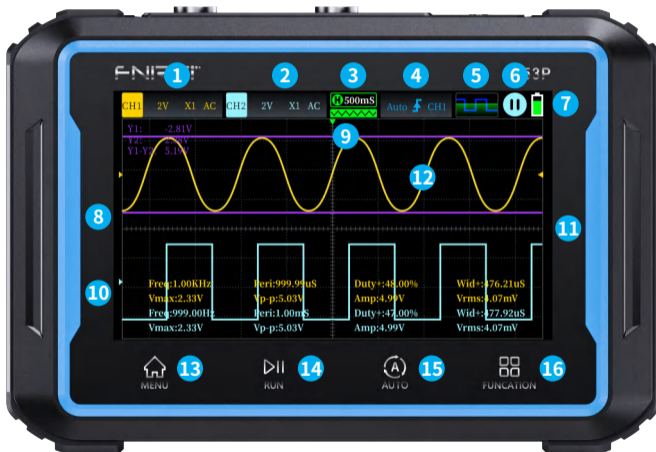 1 2 3 4 5 6
CH1 2V X1 AC CH2 2V X1 AC H 500mS Auto CH1 7
Y1: -2.81V 9
Y2:
5.19V
12
8 11
10
Freq:1.00KHz Peri:999.99uS Duty+:48.00% Wid+:476.21uS
Vmax:2.33V Vp-p:5.03V Amp:4.99V Vrms:4.07mV
Freq:999.00Hz Peri:1.00mS Duty+:47.00% Wid+:477.92uS
Vmax:2.33V Vp-p:5.03V Amp:4.99V Vrms:4.07mV
13 14 A 15 16
MENU RUN AUTO FUNCATION